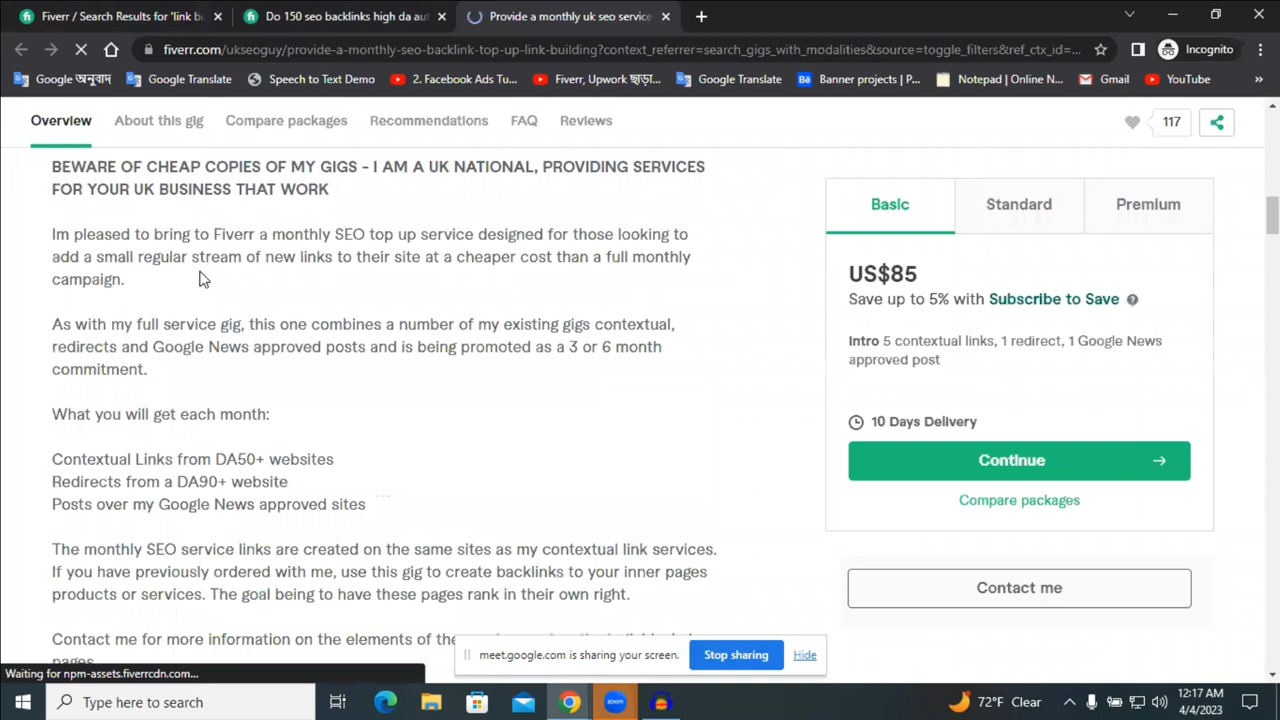 Fiverr / Search Results for 'link b
Do 150 seo backlinks high da aut
Provide a monthly uk seo service
fiverr.com/ukseoguy/provide-a-monthly-seo-backlink-top-up-link-building?context_referrer=search_gigs_with_modalities&source=toggle_filters&ref_ctx_id=...
Incognito
Google অনুবাদ
Google Translate
Speech to Text Demo
2. Facebook Ads Tu...
Fiverr, Upwork ছাড়া...
Google Translate
Banner projects | P...
Notepad | Online N...
Gmail
YouTube
Overview
About this gig
Compare packages
Recommendations
FAQ
Reviews
117
BEWARE OF CHEAP COPIES OF MY GIGS - I AM A UK NATIONAL, PROVIDING SERVICES
FOR YOUR UK BUSINESS THAT WORK
Im pleased to bring to Fiverr a monthly SEO top up service designed for those looking to
add a small regular stream of new links to their site at a cheaper cost than a full monthly
campaign.
As with my full service gig, this one combines a number of my existing gigs contextual,
redirects and Google News approved posts and is being promoted as a 3 or 6 month
commitment.
What you will get each month:
Contextual Links from DA50+ websites
Redirects from a DA90+ website
Posts over my Google News approved sites
The monthly SEO service links are created on the same sites as my contextual link services.
If you have previously ordered with me, use this gig to create backlinks to your inner pages
products or services. The goal being to have these pages rank in their own right.
Contact me for more information on the elements of the
pages
Basic
Standard
Premium
US$85
Save up to 5% with Subscribe to Save
Intro 5 contextual links, 1 redirect, 1 Google News
approved post
10 Days Delivery
Continue
Compare packages
Contact me
meet.google.com is sharing your screen.
Stop sharing
Hide
Waiting for npm-assets.fiverrcdn.com...
Type here to search
zoom
72°F Clear
12:17 AM
4/4/2023